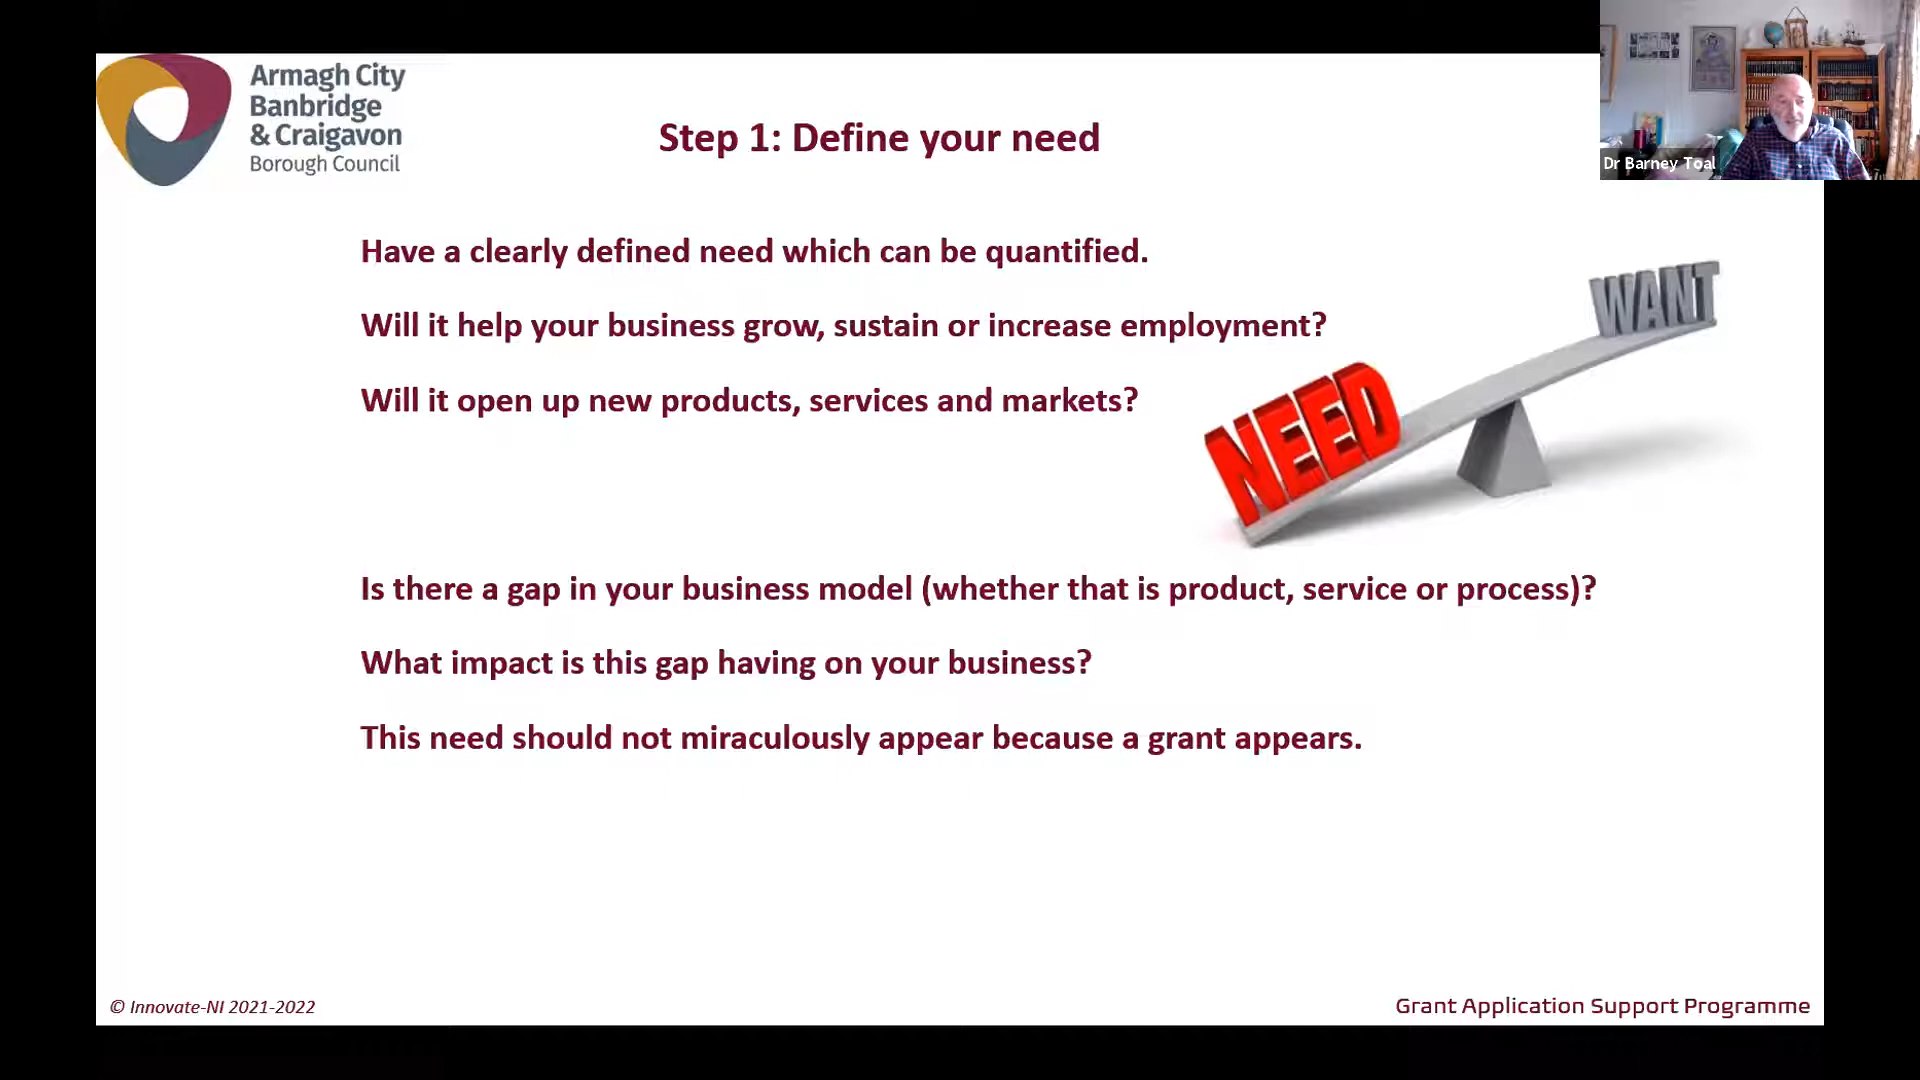 Armagh City
Banbridge
& Craigavon
Borough Council
Step 1: Define your need
Dr Barney Toal
Have a clearly defined need which can be quantified.
Will it help your business grow, sustain or increase employment?
Will it open up new products, services and markets?
WANT
NEED
Is there a gap in your business model (whether that is product, service or process)?
What impact is this gap having on your business?
This need should not miraculously appear because a grant appears.
© Innovate-NI 2021-2022
Grant Application Support Programme